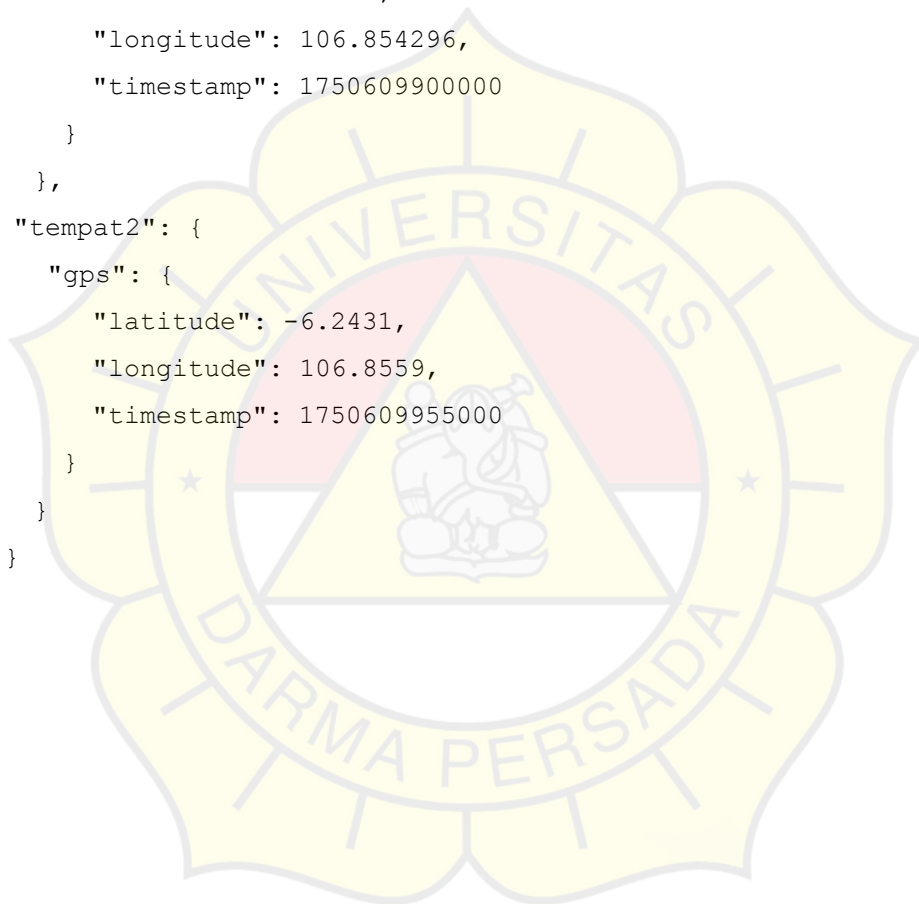 "longitude": 106.854296,
      "timestamp": 1750609900000
    }
  },
"tempat2": {
   "gps": {
      "latitude": -6.2431,
      "longitude": 106.8559,
      "timestamp": 1750609955000
    }
  }
}
UNIVERSITAS
DARMA PERSADA